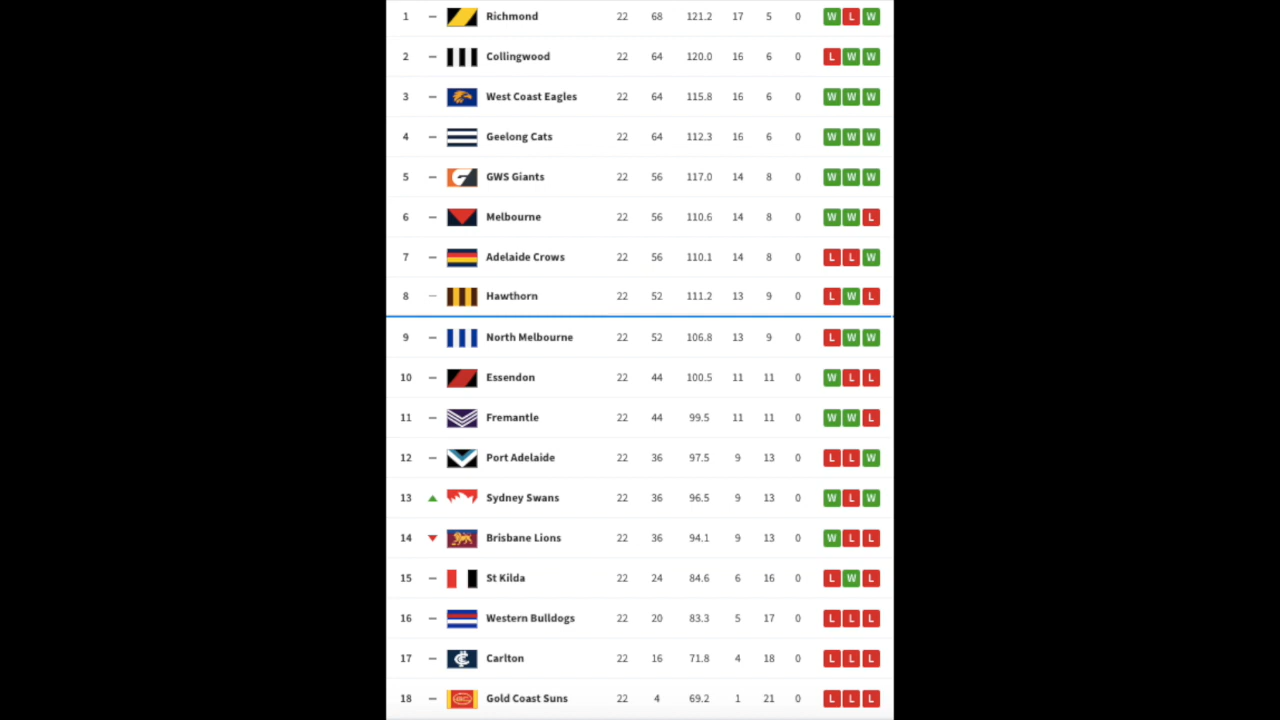 1 – Richmond 22 68 121.2 17 5 0 W L W
2 – Collingwood 22 64 120.0 16 6 0 L W W
3 – West Coast Eagles 22 64 115.8 16 6 0 W W W
4 – Geelong Cats 22 64 112.3 16 6 0 W W W
5 – GWS Giants 22 56 117.0 14 8 0 W W W
6 – Melbourne 22 56 110.6 14 8 0 W W L
7 – Adelaide Crows 22 56 110.1 14 8 0 L L W
8 – Hawthorn 22 52 111.2 13 9 0 L W L
9 – North Melbourne 22 52 106.8 13 9 0 L W W
10 – Essendon 22 44 100.5 11 11 0 W L L
11 – Fremantle 22 44 99.5 11 11 0 W W L
12 – Port Adelaide 22 36 97.5 9 13 0 L L W
13 Sydney Swans 22 36 96.5 9 13 0 W L W
14 Brisbane Lions 22 36 94.1 9 13 0 W L L
15 – St Kilda 22 24 84.6 6 16 0 L W L
16 – Western Bulldogs 22 20 83.3 5 17 0 L L L
17 – Carlton 22 16 71.8 4 18 0 L L L
18 – Gold Coast Suns 22 4 69.2 1 21 0 L L L